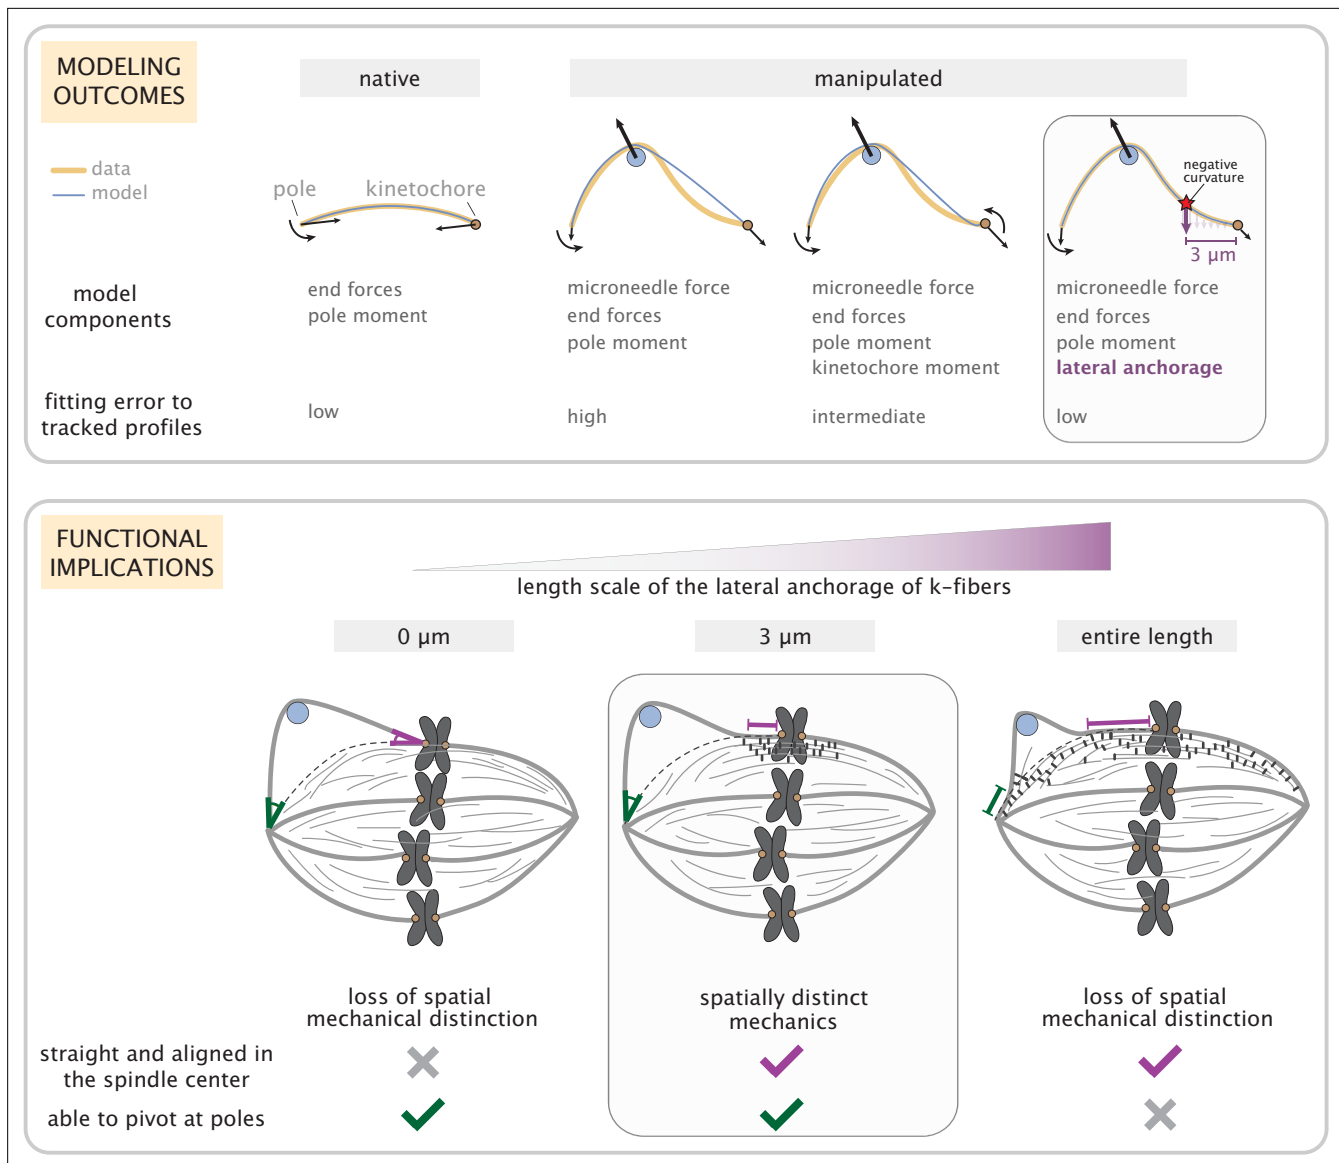 MODELING
OUTCOMES
native
manipulated
data
model
pole
kinetochore
negative
curvature
3 µm
model
components
end forces
pole moment
microneedle force
end forces
pole moment
microneedle force
end forces
pole moment
kinetochore moment
microneedle force
end forces
pole moment
lateral anchorage
fitting error to
tracked profiles
low
high
intermediate
low
FUNCTIONAL
IMPLICATIONS
length scale of the lateral anchorage of k-fibers
0 µm
3 µm
entire length
loss of spatial
mechanical distinction
spatially distinct
mechanics
loss of spatial
mechanical distinction
straight and aligned in
the spindle center
able to pivot at poles